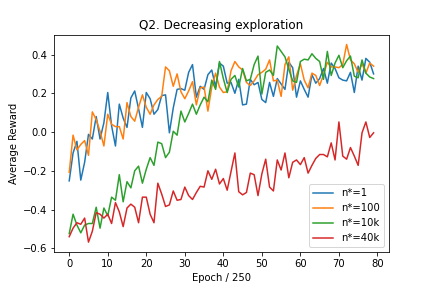 Q2. Decreasing exploration
Average Reward
0.4
0.2
0.0
−0.2
−0.4
−0.6
0
10
20
30
40
50
60
70
80
Epoch / 250
n*=1
n*=100
n*=10k
n*=40k